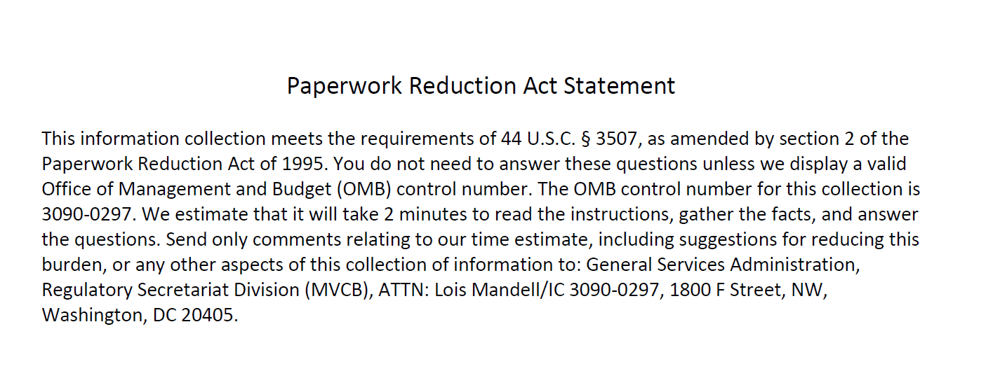 Paperwork Reduction Act Statement
This information collection meets the requirements of 44 U.S.C. § 3507, as amended by section 2 of the
Paperwork Reduction Act of 1995. You do not need to answer these questions unless we display a valid
Office of Management and Budget (OMB) control number. The OMB control number for this collection is
3090-0297. We estimate that it will take 2 minutes to read the instructions, gather the facts, and answer
the questions. Send only comments relating to our time estimate, including suggestions for reducing this
burden, or any other aspects of this collection of information to: General Services Administration,
Regulatory Secretariat Division (MVCB), ATTN: Lois Mandell/IC 3090-0297, 1800 F Street, NW,
Washington, DC 20405.